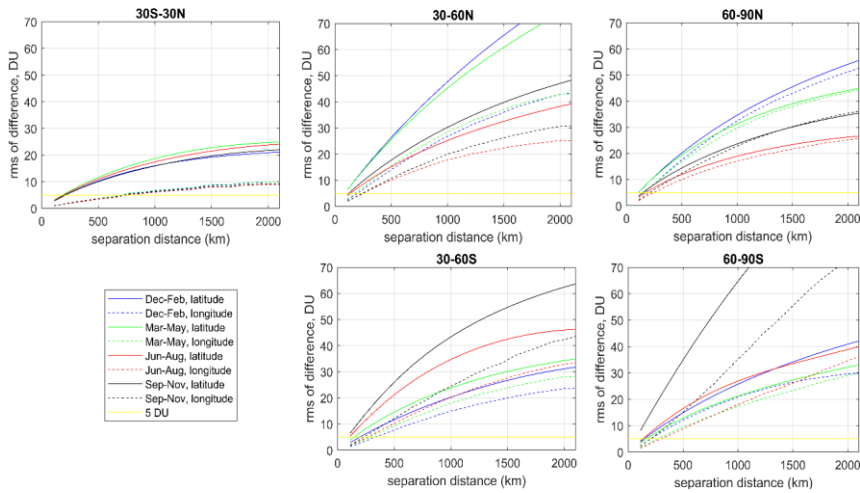 30S-30N
70
60
50
40
30
20
10
0
rms of difference, DU
0 500 1000 1500 2000
separation distance (km)
30-60N
70
60
50
40
30
20
10
0
rms of difference, DU
0 500 1000 1500 2000
separation distance (km)
60-90N
70
60
50
40
30
20
10
0
rms of difference, DU
0 500 1000 1500 2000
separation distance (km)
Dec-Feb, latitude
Dec-Feb, longitude
Mar-May, latitude
Mar-May, longitude
Jun-Aug, latitude
Jun-Aug, longitude
Sep-Nov, latitude
Sep-Nov, longitude
5 DU
30-60S
70
60
50
40
30
20
10
0
rms of difference, DU
0 500 1000 1500 2000
separation distance (km)
60-90S
70
60
50
40
30
20
10
0
rms of difference, DU
0 500 1000 1500 2000
separation distance (km)